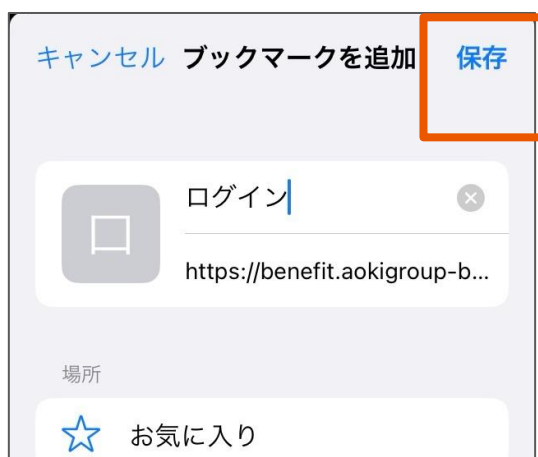 キャンセル ブックマークを追加 保存
ログイン
https://benefit.aokigroup-b...
場所
お気に入り